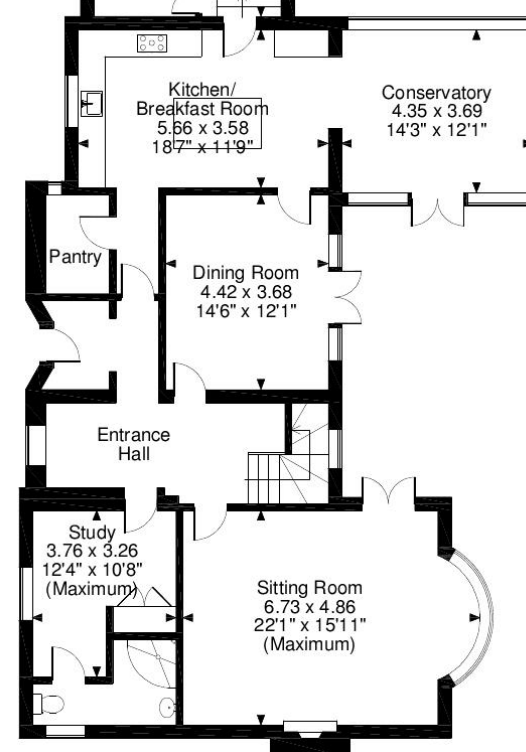 Kitchen/
Breakfast Room
5.66 x 3.58
18'7" x 11'9"
Conservatory
4.35 x 3.69
14'3" x 12'1"
Pantry
Dining Room
4.42 x 3.68
14'6" x 12'1"
Entrance
Hall
Study
3.76 x 3.26
12'4" x 10'8"
(Maximum)
Sitting Room
6.73 x 4.86
22'1" x 15'11"
(Maximum)